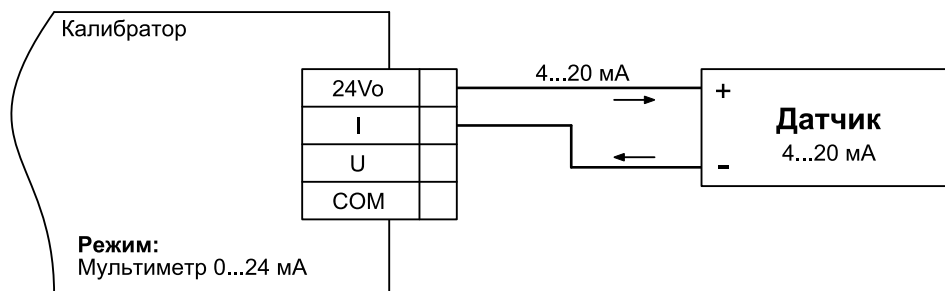 Калибратор
24Vo
I
U
COM
4...20 мА
+
-
Датчик
4...20 мА
Режим:
Мультиметр 0...24 мА